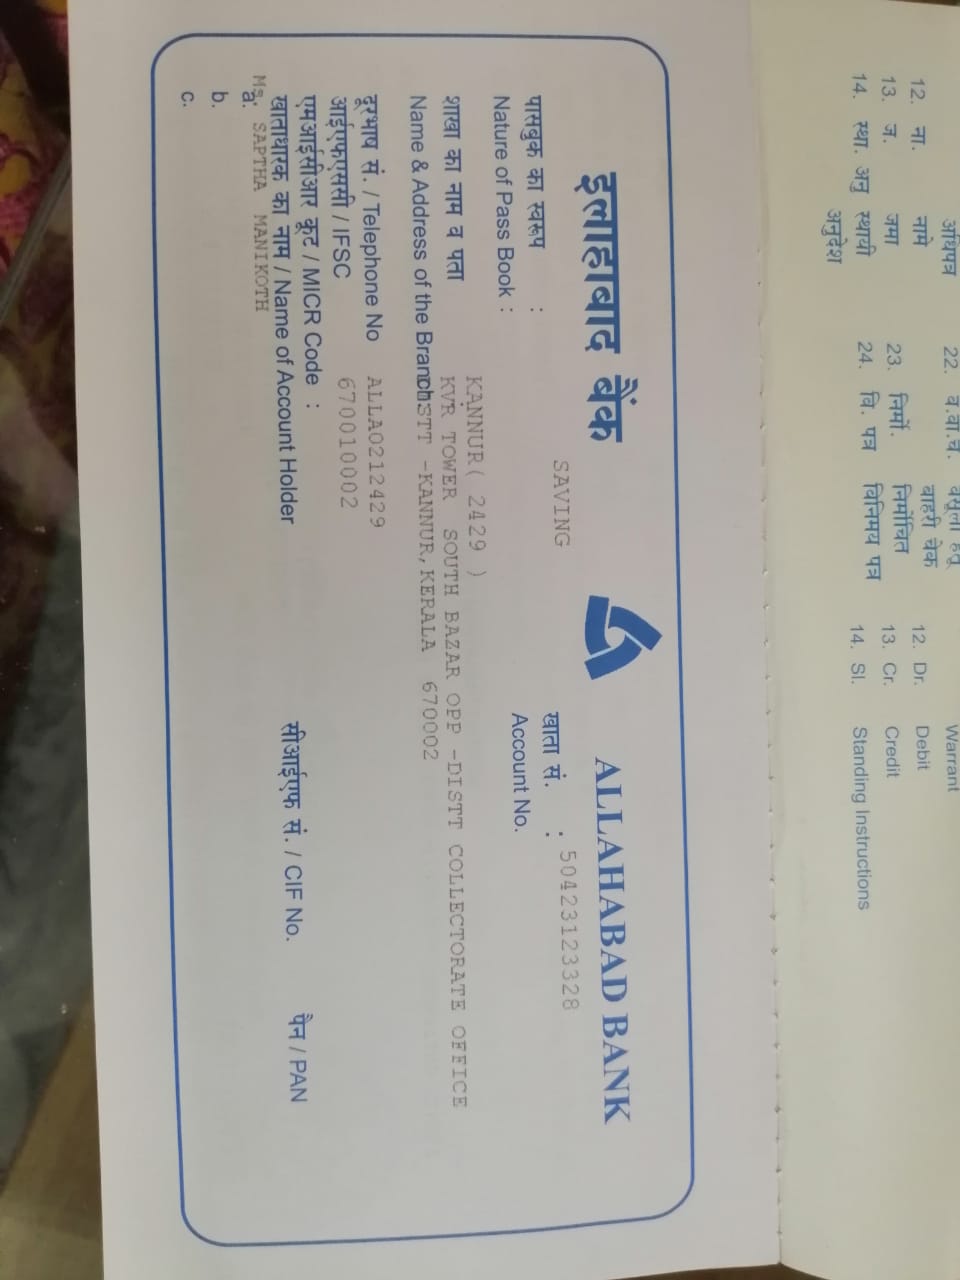 अधिपत्र 22. व.वा.चे. वसूली हेतु Warrant
बाहरी चेक
12. ना. नामे 23. निर्मो. निर्मोचित 12. Dr. Debit
13. ज. जमा 24. वि. पत्र विनिमय पत्र 13. Cr. Credit
14. स्था. अनु स्थायी 14. SI. Standing Instructions
अनुदेश
इलाहाबाद बैंक ALLAHABAD BANK
पासबुक का स्वरूप : SAVING खाता सं. : 50423123328
Nature of Pass Book : Account No.
KANNUR( 2429 )
शाखा का नाम व पता KVR TOWER SOUTH BAZAR OPP -DISTT COLLECTORATE OFFICE
Name & Address of the Branch DISTT -KANNUR,KERALA 670002
दूरभाष सं. / Telephone No ALLA0212429
आईएफएससी / IFSC 670010002
एमआईसीआर कूट / MICR Code :
खाताधारक का नाम / Name of Account Holder सीआईएफ सं. / CIF No. पैन / PAN
a. Ms. SAPTHA MANIKOTH
b.
c.